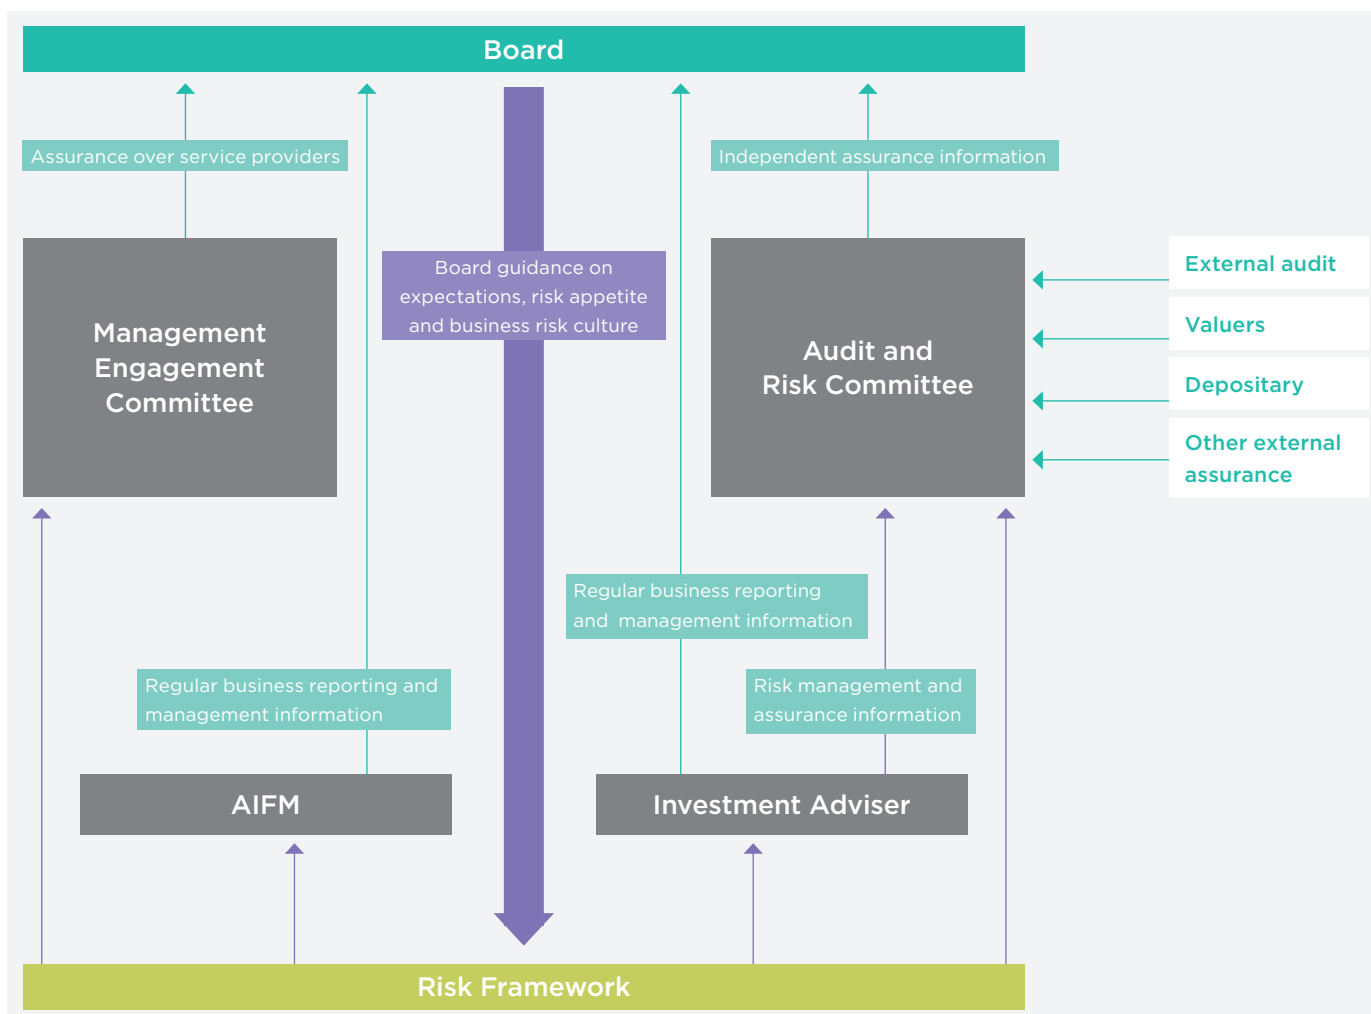 Board
Assurance over service providers
Independent assurance information
Board guidance on
expectations, risk appetite
and business risk culture
Management
Engagement
Committee
Audit and
Risk Committee
External audit
Valuers
Depositary
Other external
assurance
Regular business reporting
and management information
Regular business reporting and
management information
Risk management and
assurance information
AIFM
Investment Adviser
Risk Framework